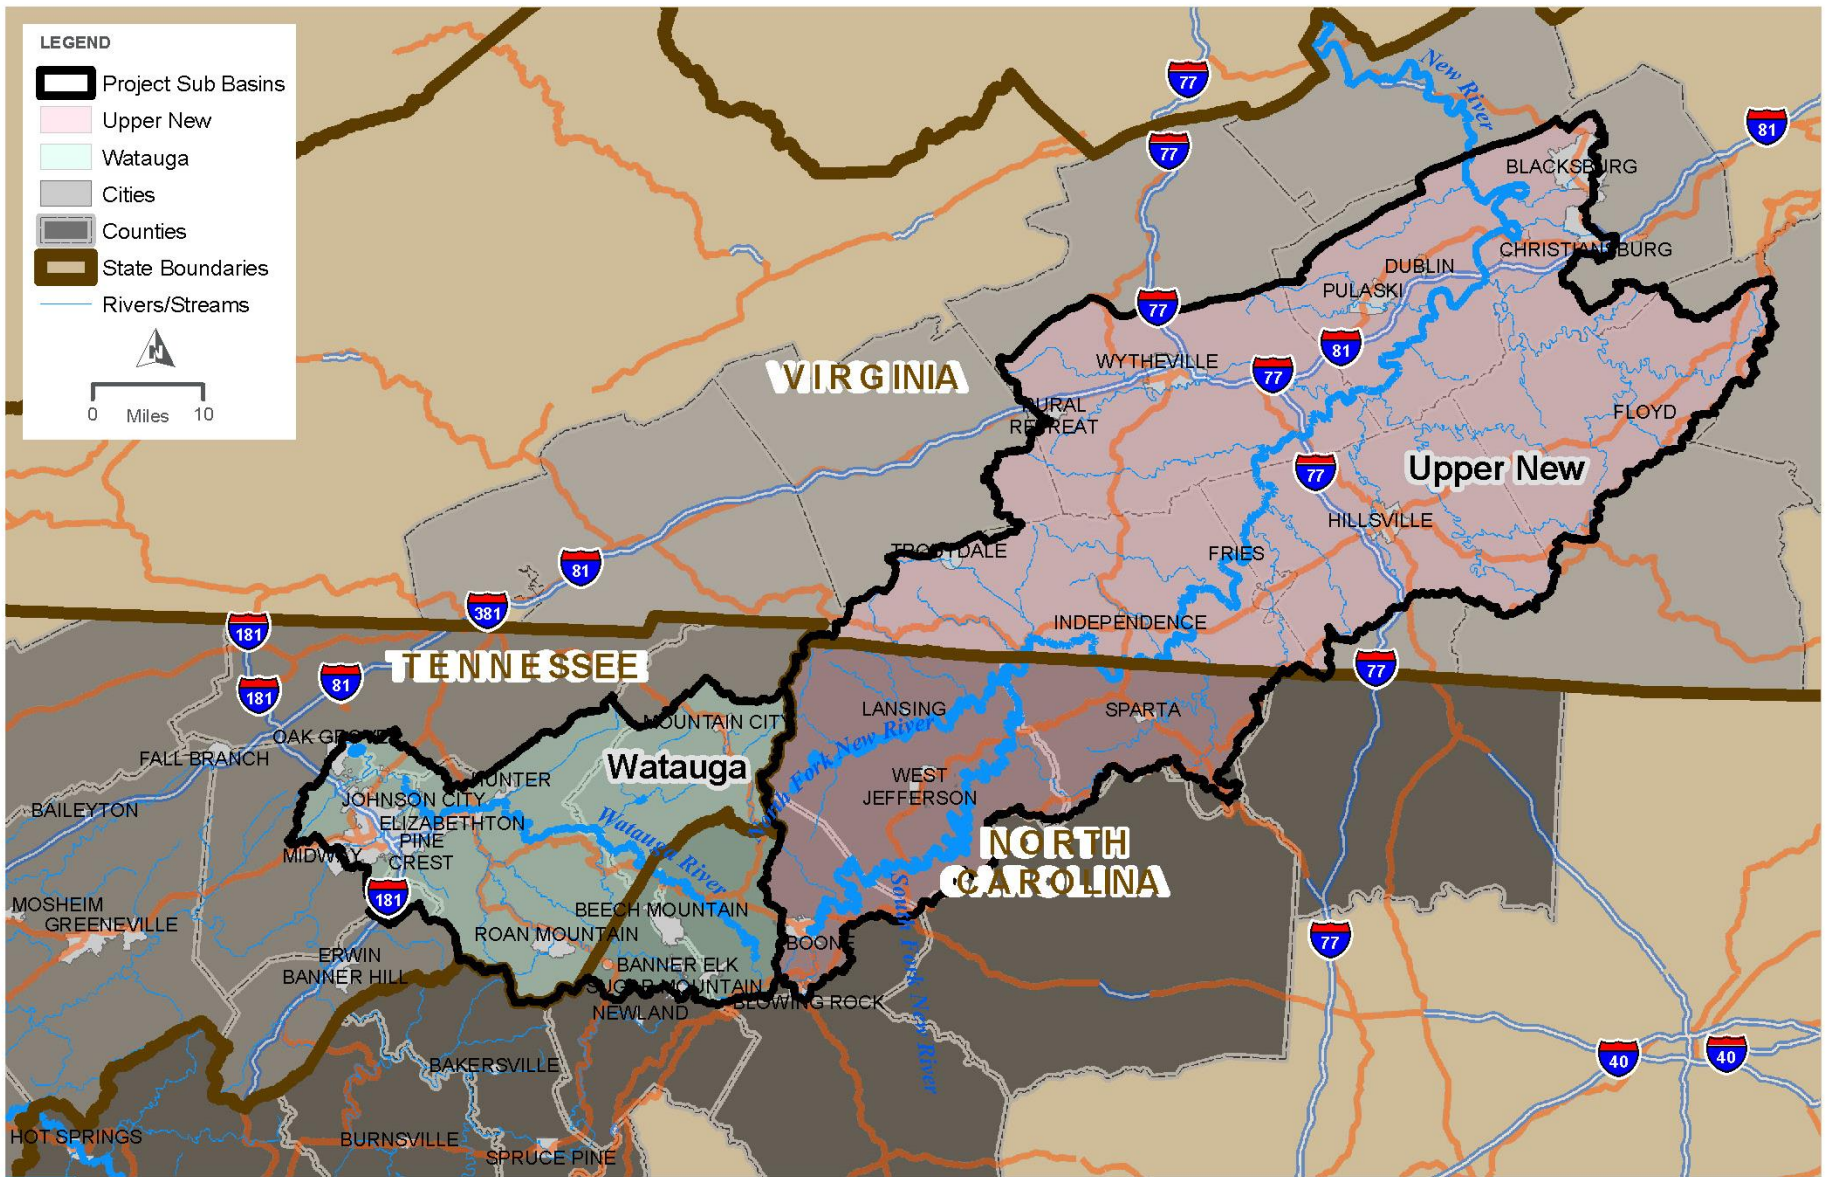 LEGEND
Project Sub Basins
Upper New
Watauga
Cities
Counties
State Boundaries
Rivers/Streams
N
0 Miles 10
77
New River
77
81
BLACKSBURG
CHRISTIANSBURG
DUBLIN
PULASKI
77
81
WYTHEVILLE
77
VIRGINIA
RURAL
RETREAT
FLOYD
Upper New
77
HILLSVILLE
TROUTDALE
FRIES
81
381
INDEPENDENCE
181
TENNESSEE
77
81
181
LANSING
SPARTA
MOUNTAIN CITY
North Fork New River
OAK GROVE
FALL BRANCH
Watauga
HUNTER
WEST
JEFFERSON
JOHNSON CITY
BAILEYTON
ELIZABETHTON
Watauga River
PINE
CREST
MIDWAY
NORTH
CAROLINA
181
South Fork New River
MOSHEIM
GREENEVILLE
BEECH MOUNTAIN
ROAN MOUNTAIN
BOONE
77
ERWIN
BANNER HILL
BANNER ELK
SUGAR MOUNTAIN
BLOWING ROCK
NEWLAND
BAKERSVILLE
40
40
HOT SPRINGS
BURNSVILLE
SPRUCE PINE